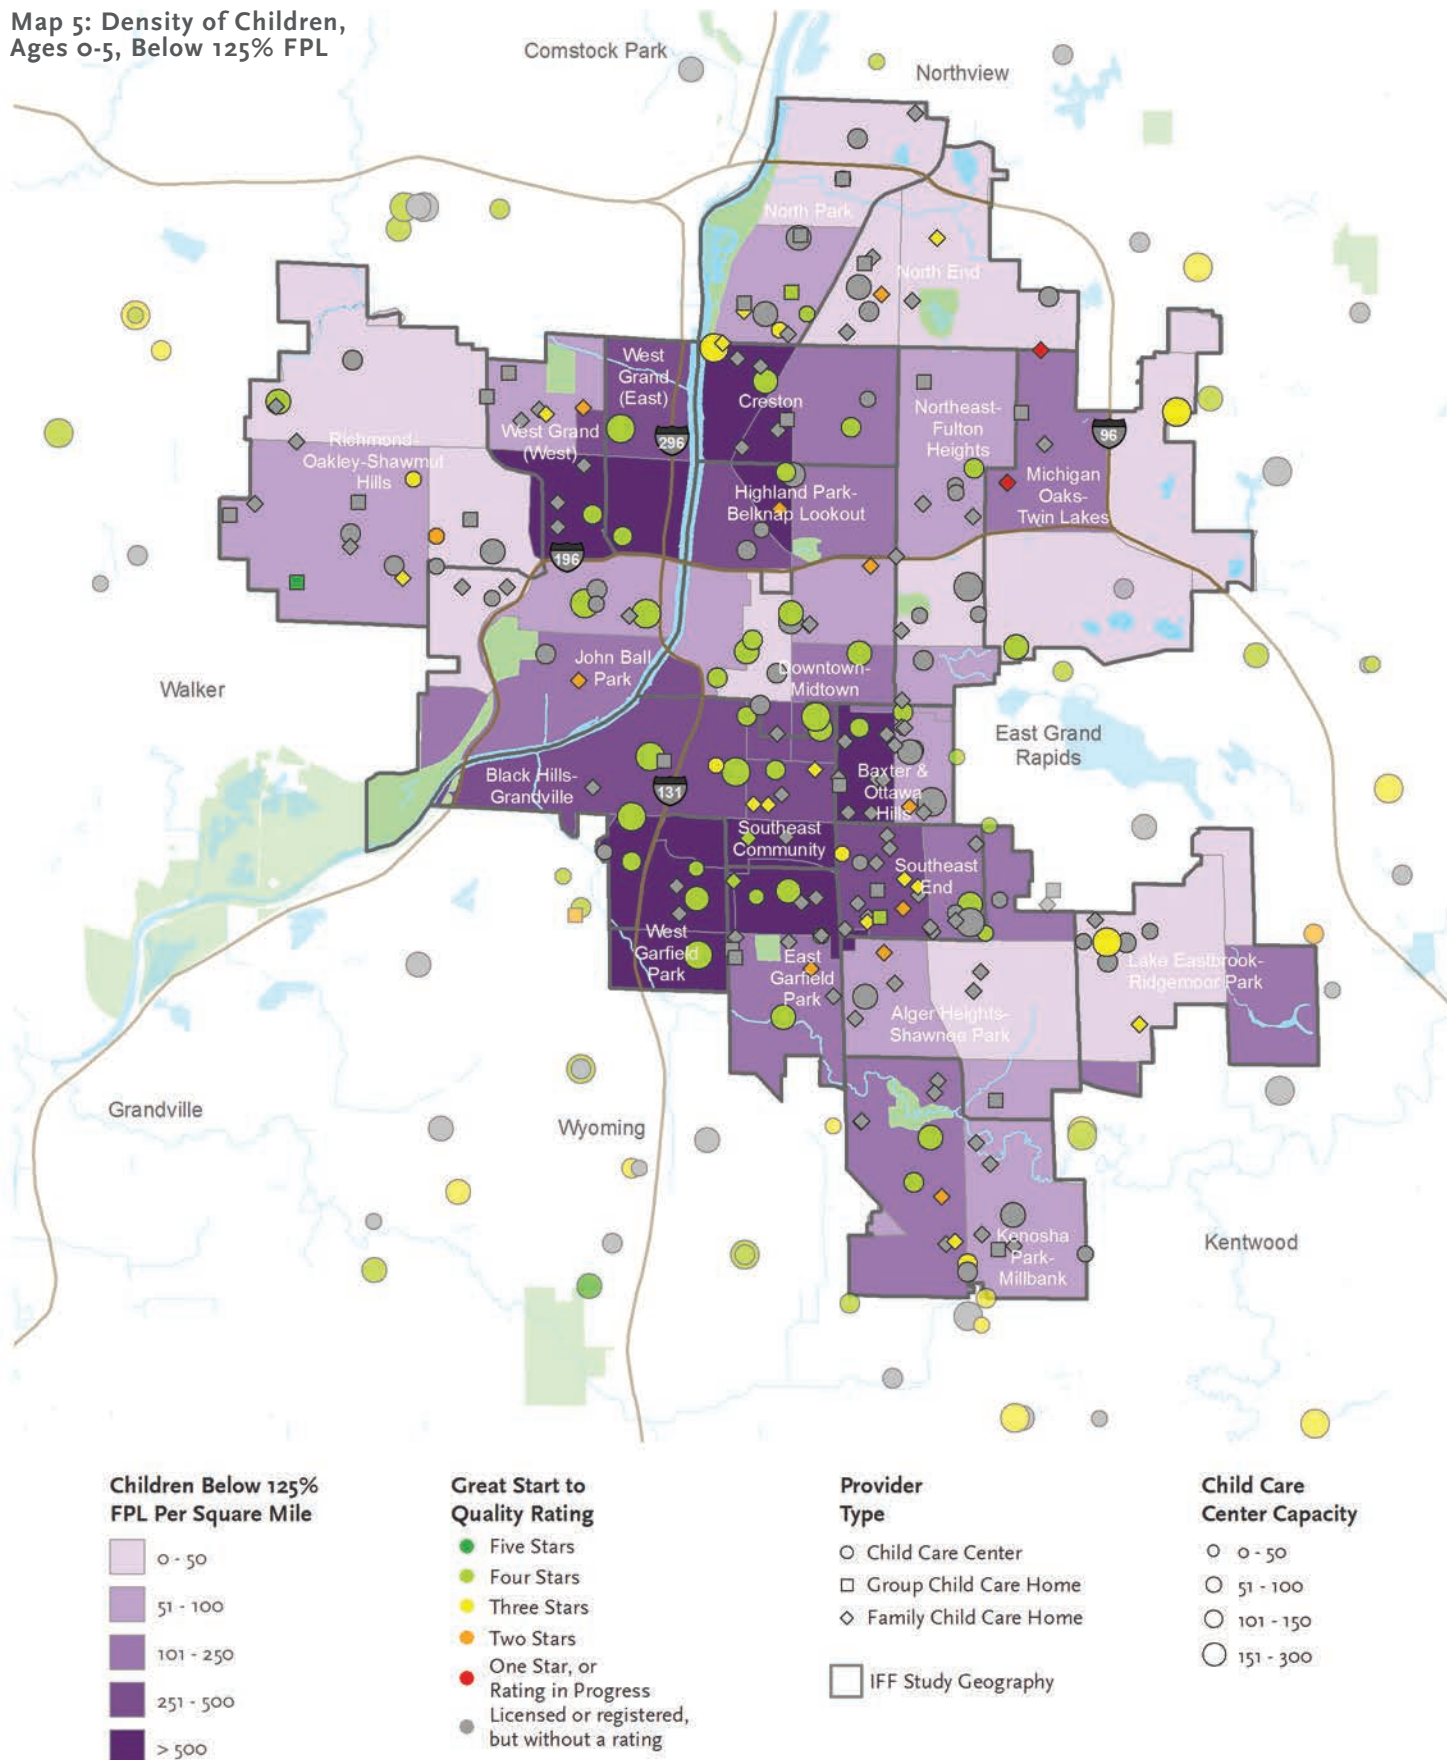 Map 5: Density of Children,
Ages 0-5, Below 125% FPL
Comstock Park
Northview
North Park
North End
West
Grand
(East)
Creston
296
West Grand
(West)
Northeast-
Fulton
Heights
96
Richmond-
Oakley-Shawmut
Hills
Highland Park-
Belknap Lookout
Michigan
Oaks-
Twin Lakes
196
John Ball
Park
Downtown-
Midtown
Walker
East Grand
Rapids
Black Hills-
Grandville
131
Baxter &
Ottawa
Hills
Southeast
Community
Southeast
End
West
Garfield
Park
East
Garfield
Park
Lake Eastbrook-
Ridgemoor Park
Alger Heights-
Shawnee Park
Grandville
Wyoming
Kenosha
Park-
Millbank
Kentwood
Children Below 125%
FPL Per Square Mile
0 - 50
51 - 100
101 - 250
251 - 500
> 500
Great Start to
Quality Rating
Five Stars
Four Stars
Three Stars
Two Stars
One Star, or
Rating in Progress
Licensed or registered,
but without a rating
Provider
Type
Child Care Center
Group Child Care Home
Family Child Care Home
IFF Study Geography
Child Care
Center Capacity
0 - 50
51 - 100
101 - 150
151 - 300